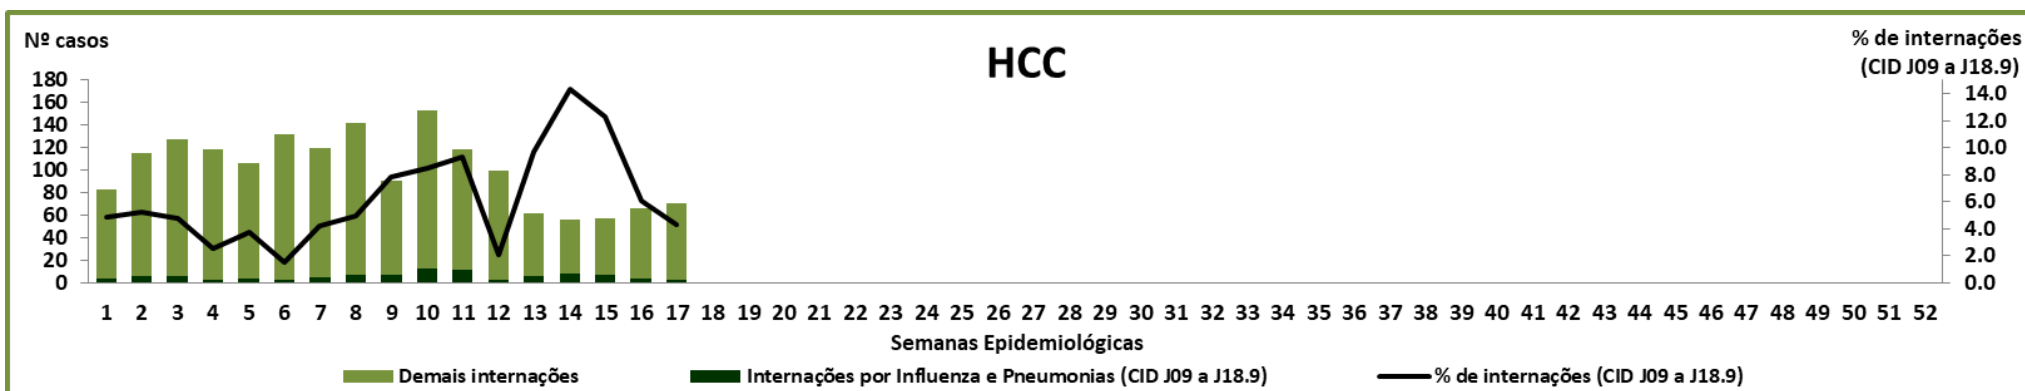 Nº casos
HCC
% de internações
(CID J09 a J18.9)
180
160
140
120
100
80
60
40
20
0
14.0
12.0
10.0
8.0
6.0
4.0
2.0
0.0
1 2 3 4 5 6 7 8 9 10 11 12 13 14 15 16 17 18 19 20 21 22 23 24 25 26 27 28 29 30 31 32 33 34 35 36 37 38 39 40 41 42 43 44 45 46 47 48 49 50 51 52
Semanas Epidemiológicas
Demais internações Internações por Influenza e Pneumonias (CID J09 a J18.9) % de internações (CID J09 a J18.9)